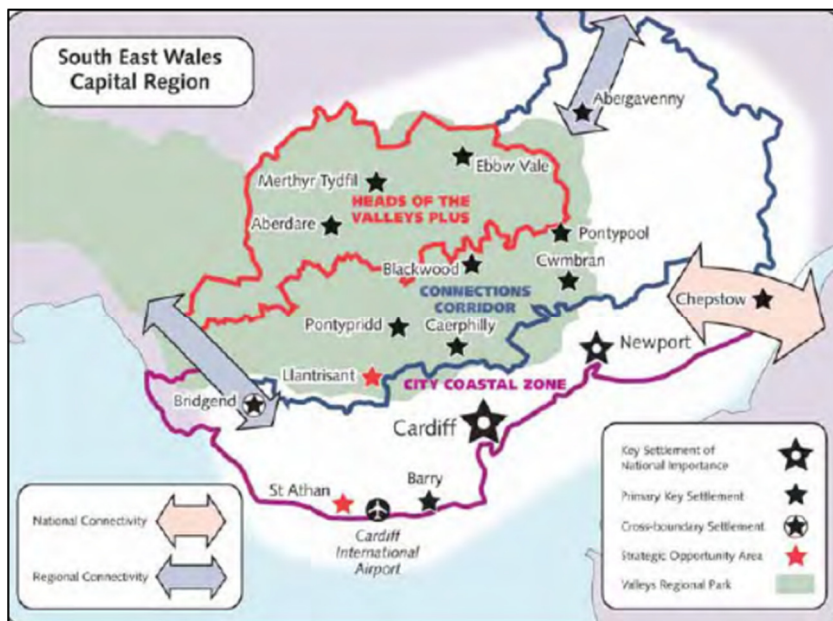 South East Wales
Capital Region
Abergavenny
Ebbw Vale
Merthyr Tydfil
HEADS OF THE
VALLEYS PLUS
Aberdare
Pontypool
Blackwood
Cwmbran
CONNECTIONS
CORRIDOR
Chepstow
Pontypridd
Caerphilly
Newport
Llantrisant
CITY COASTAL ZONE
Bridgend
Cardiff
St Athan
Barry
Cardiff
International
Airport
National Connectivity
Regional Connectivity
Key Settlement of
National Importance
Primary Key Settlement
Cross-boundary Settlement
Strategic Opportunity Area
Valleys Regional Park